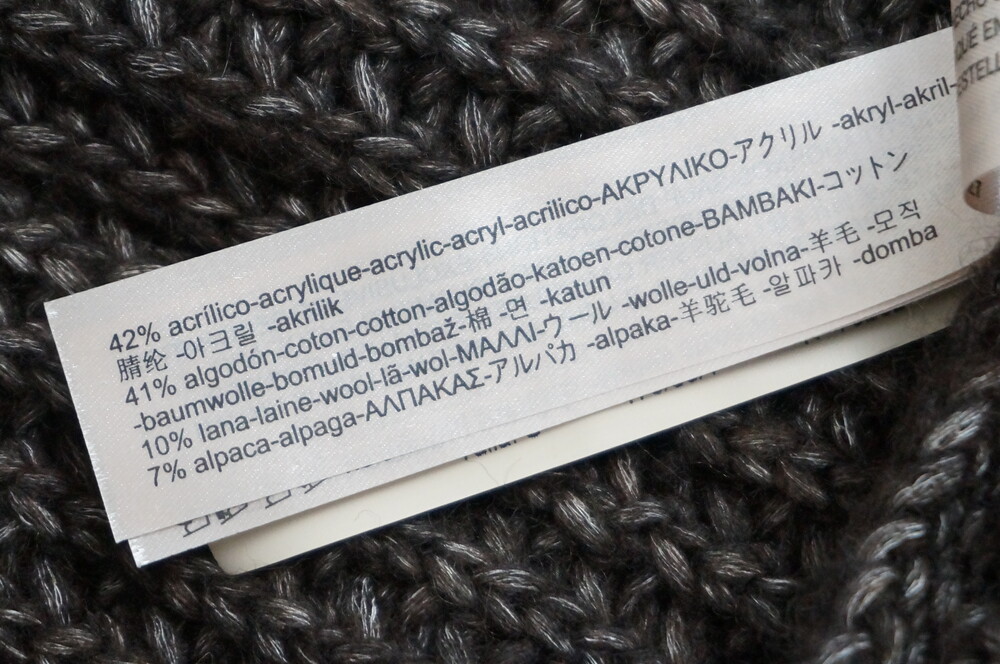 42% acrílico-acrylique-acrylic-acryl-acrilico-ΑΚΡΥΛΙΚΟ-アクリル -akryl-akril-
腈纶 -아크릴 -akrilik
41% algodón-coton-cotton-algodão-katoen-cotone-BAMBAKI-コットン
-baumwolle-bomuld-bombaž-棉 -면 -katun
10% lana-laine-wool-lã-wol-ΜΑΛΛΙ-ウール -wolle-uld-volna-羊毛 -모직
7% alpaca-alpaga-ΑΛΠΑΚΑΣ-アルパカ -alpaka-羊驼毛 -알파카 -domba